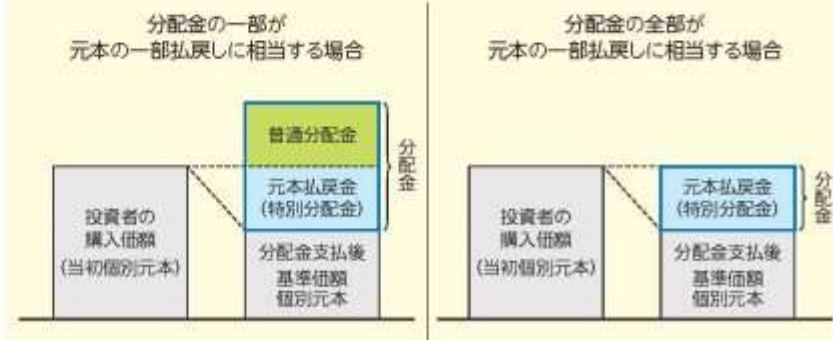 分配金の一部が
元本の一部払戻しに相当する場合
普通分配金
元本払戻金
(特別分配金)
分配金
投資者の
購入価額
(当初個別元本)
分配金支払後
基準価額
個別元本
分配金の全部が
元本の一部払戻しに相当する場合
元本払戻金
(特別分配金)
分配金
投資者の
購入価額
(当初個別元本)
分配金支払後
基準価額
個別元本